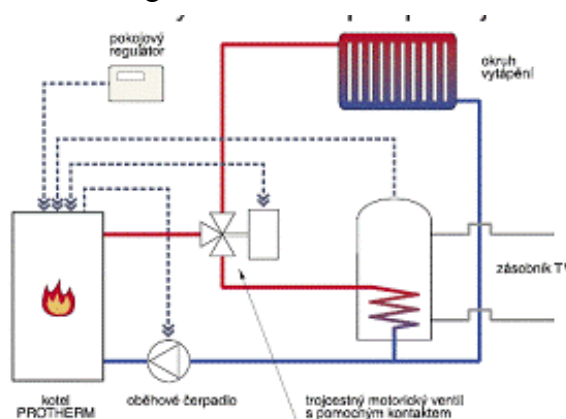 pokojový
regulátor
okruh
vytápění
zásobník TV
kotel
PROTHERM
oběhové čerpadlo
trojcestný motorický ventil
s pomocným kontaktem